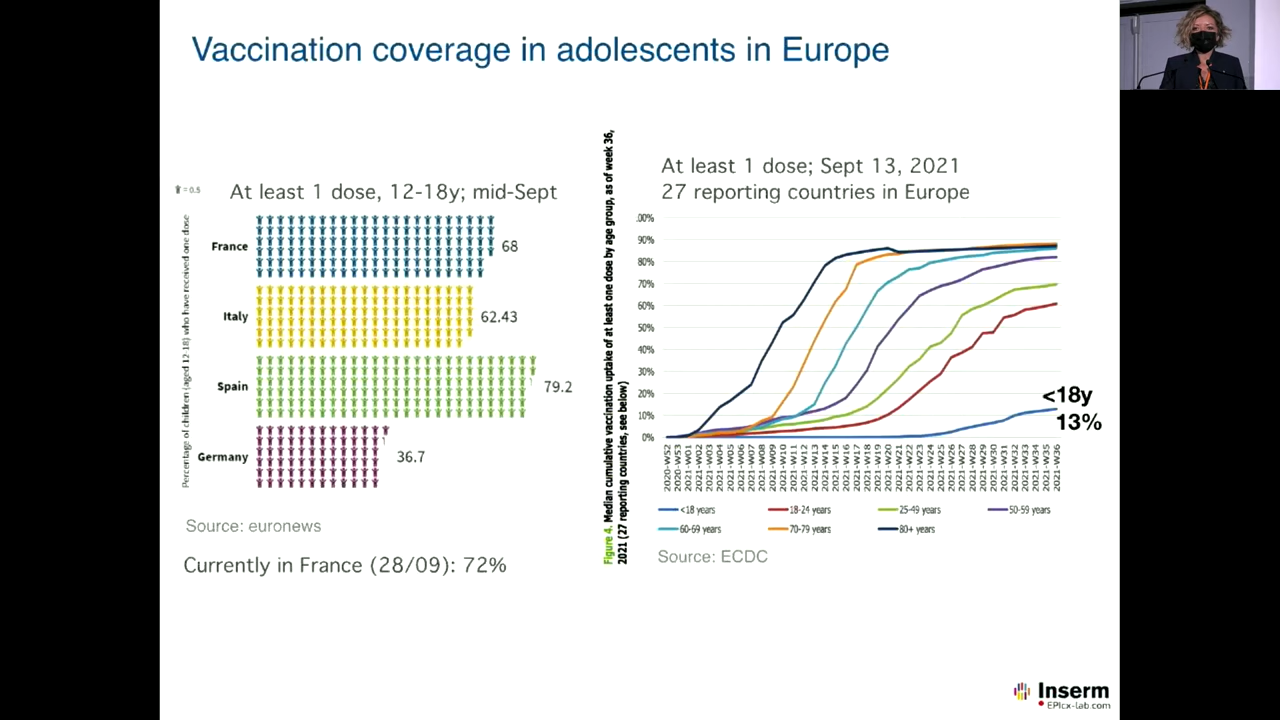 Vaccination coverage in adolescents in Europe
= 0.5
At least 1 dose, 12-18y; mid-Sept
Percentage of children (aged 12-18) who have received one dose
France
68
Italy
62.43
Spain
79.2
Germany
36.7
Source: euronews
Currently in France (28/09): 72%
Figure 4. Median cumulative vaccination uptake of at least one dose by age group, as of week 36,
2021 (27 reporting countries, see below)
At least 1 dose; Sept 13, 2021
27 reporting countries in Europe
00%
90%
80%
70%
60%
50%
40%
30%
20%
10%
0%
<18y
13%
2020-W52
2020-W53
2021-W01
2021-W02
2021-W03
2021-W04
2021-W05
2021-W06
2021-W07
2021-W08
2021-W09
2021-W10
2021-W11
2021-W12
2021-W13
2021-W14
2021-W15
2021-W16
2021-W17
2021-W18
2021-W19
2021-W20
2021-W21
2021-W22
2021-W23
2021-W24
2021-W25
2021-W26
2021-W27
2021-W28
2021-W29
2021-W30
2021-W31
2021-W32
2021-W33
2021-W34
2021-W35
2021-W36
<18 years
18-24 years
25-49 years
50-59 years
60-69 years
70-79 years
80+ years
Source: ECDC
Inserm
EPIcx-lab.com